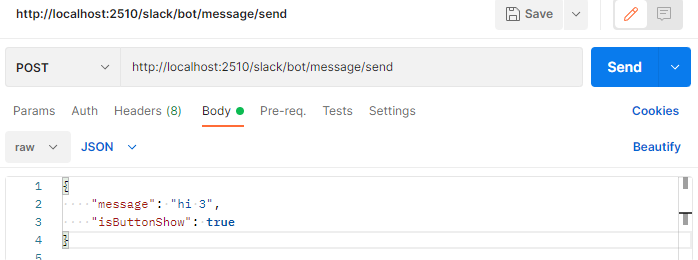 http://localhost:2510/slack/bot/message/send
Save
POST http://localhost:2510/slack/bot/message/send Send
Params Auth Headers (8) Body Pre-req. Tests Settings Cookies
raw JSON Beautify
1 {
2 "message": "hi 3",
3 "isButtonShow": true
4 }
5